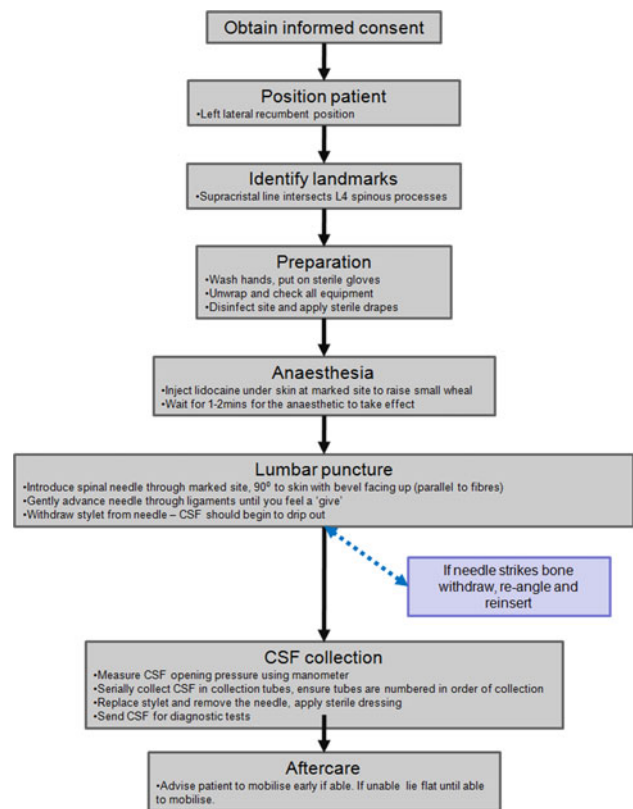 Obtain informed consent
Position patient
•Left lateral recumbent position
Identify landmarks
•Supracristal line intersects L4 spinous processes
Preparation
•Wash hands, put on sterile gloves
•Unwrap and check all equipment
•Disinfect site and apply sterile drapes
Anaesthesia
•Inject lidocaine under skin at marked site to raise small wheal
•Wait for 1-2mins for the anaesthetic to take effect
Lumbar puncture
•Introduce spinal needle through marked site, 90⁰ to skin with bevel facing up (parallel to fibres)
•Gently advance needle through ligaments until you feel a ‘give’
•Withdraw stylet from needle – CSF should begin to drip out
If needle strikes bone
withdraw, re-angle and
reinsert
CSF collection
•Measure CSF opening pressure using manometer
•Serially collect CSF in collection tubes, ensure tubes are numbered in order of collection
•Replace stylet and remove the needle, apply sterile dressing
•Send CSF for diagnostic tests
Aftercare
•Advise patient to mobilise early if able. If unable lie flat until able
to mobilise.